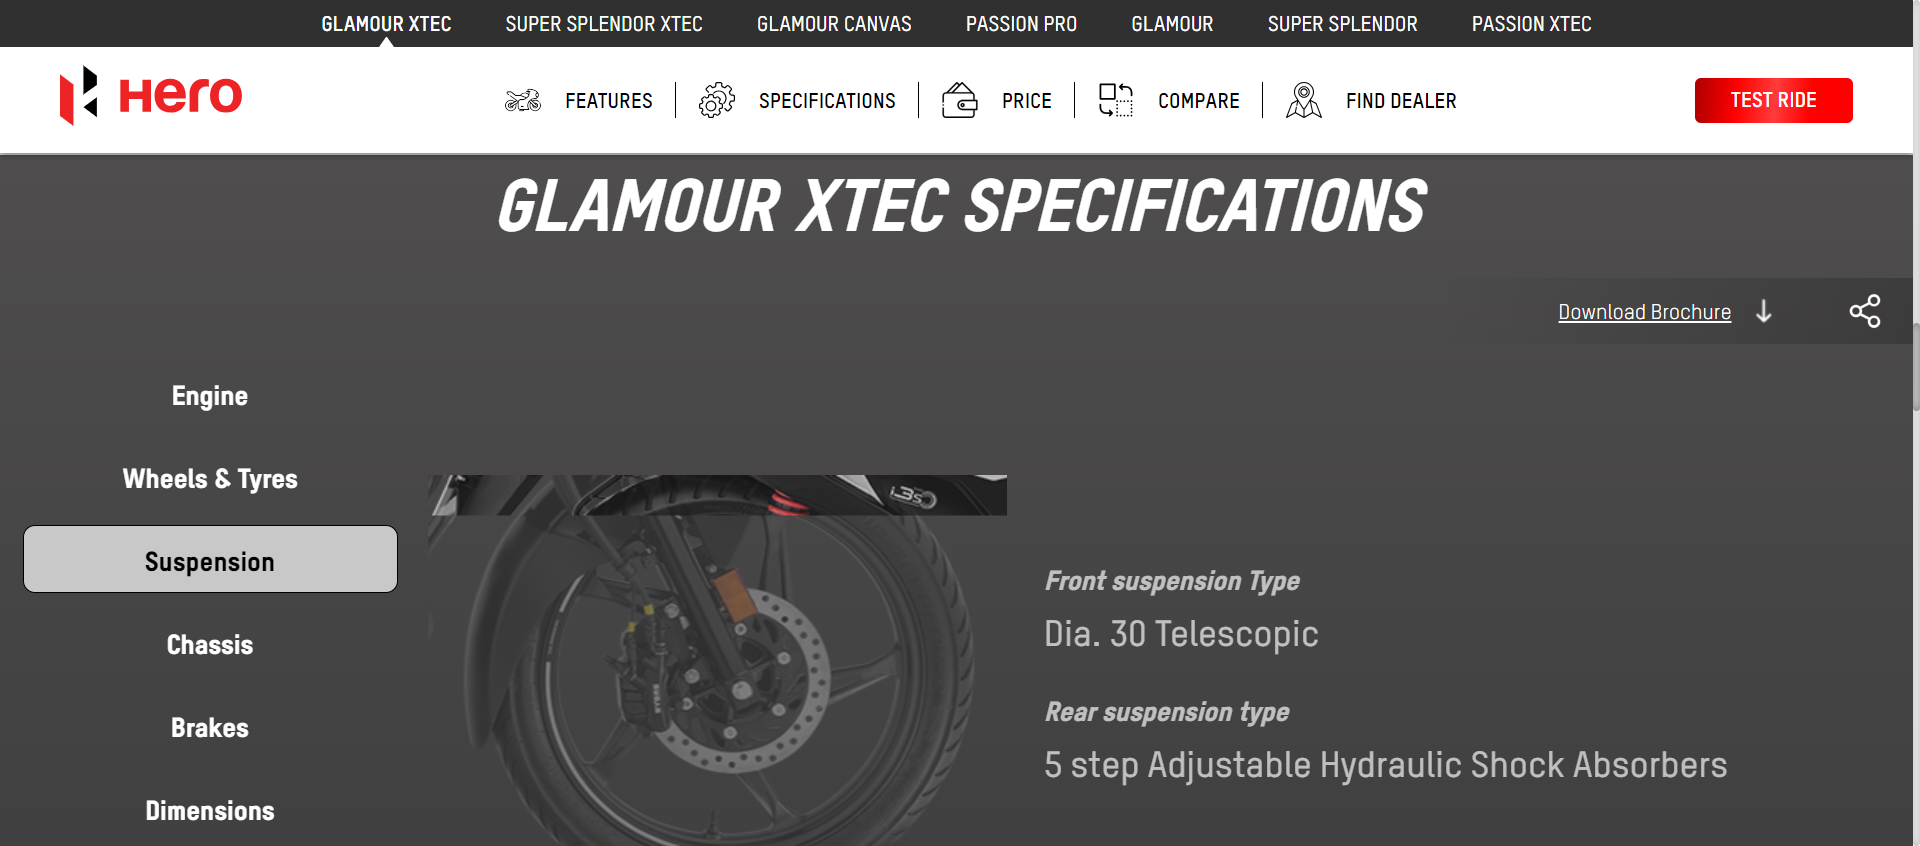 GLAMOUR XTEC SUPER SPLENDOR XTEC GLAMOUR CANVAS PASSION PRO GLAMOUR SUPER SPLENDOR PASSION XTEC
Hero FEATURES SPECIFICATIONS PRICE COMPARE FIND DEALER TEST RIDE
GLAMOUR XTEC SPECIFICATIONS
Download Brochure
Engine
Wheels & Tyres
Suspension
Chassis
Brakes
Dimensions
i3s
Front suspension Type
Dia. 30 Telescopic
Rear suspension type
5 step Adjustable Hydraulic Shock Absorbers